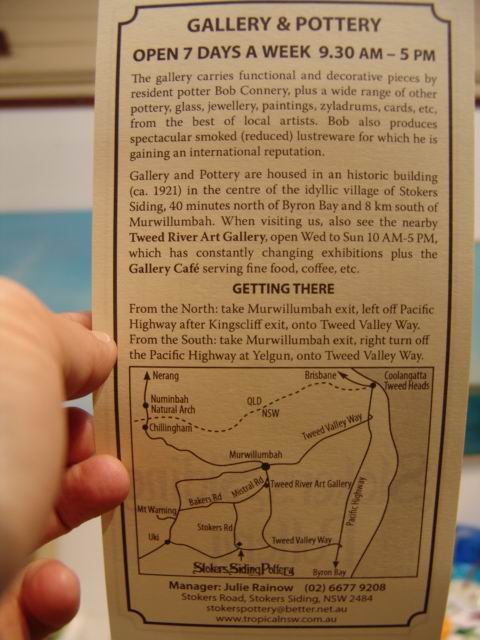 GALLERY & POTTERY
OPEN 7 DAYS A WEEK 9.30 AM – 5 PM
The gallery carries functional and decorative pieces by
resident potter Bob Connery, plus a wide range of other
pottery, glass, jewellery, paintings, zyladrums, cards, etc,
from the best of local artists. Bob also produces
spectacular smoked (reduced) lustreware for which he is
gaining an international reputation.
Gallery and Pottery are housed in an historic building
(ca. 1921) in the centre of the idyllic village of Stokers
Siding, 40 minutes north of Byron Bay and 8 km south of
Murwillumbah. When visiting us, also see the nearby
Tweed River Art Gallery, open Wed to Sun 10 AM-5 PM,
which has constantly changing exhibitions plus the
Gallery Café serving fine food, coffee, etc.
GETTING THERE
From the North: take Murwillumbah exit, left off Pacific
Highway after Kingscliff exit, onto Tweed Valley Way.
From the South: take Murwillumbah exit, right turn off
the Pacific Highway at Yelgun, onto Tweed Valley Way.
Nerang
Brisbane
Coolangatta
Tweed Heads
Numinbah
Natural Arch
QLD
NSW
Chillingham
Tweed Valley Way
Murwillumbah
Mistral Rd
Tweed River Art Gallery
Bakers Rd
Pacific Highway
Mt Warning
Stokers Rd
Uki
Tweed Valley Way
Stokers Siding Pottery
Byron Bay
Manager: Julie Rainow (02) 6677 9208
Stokers Road, Stokers Siding, NSW 2484
stokerspottery@better.net.au
www.tropicalnsw.com.au